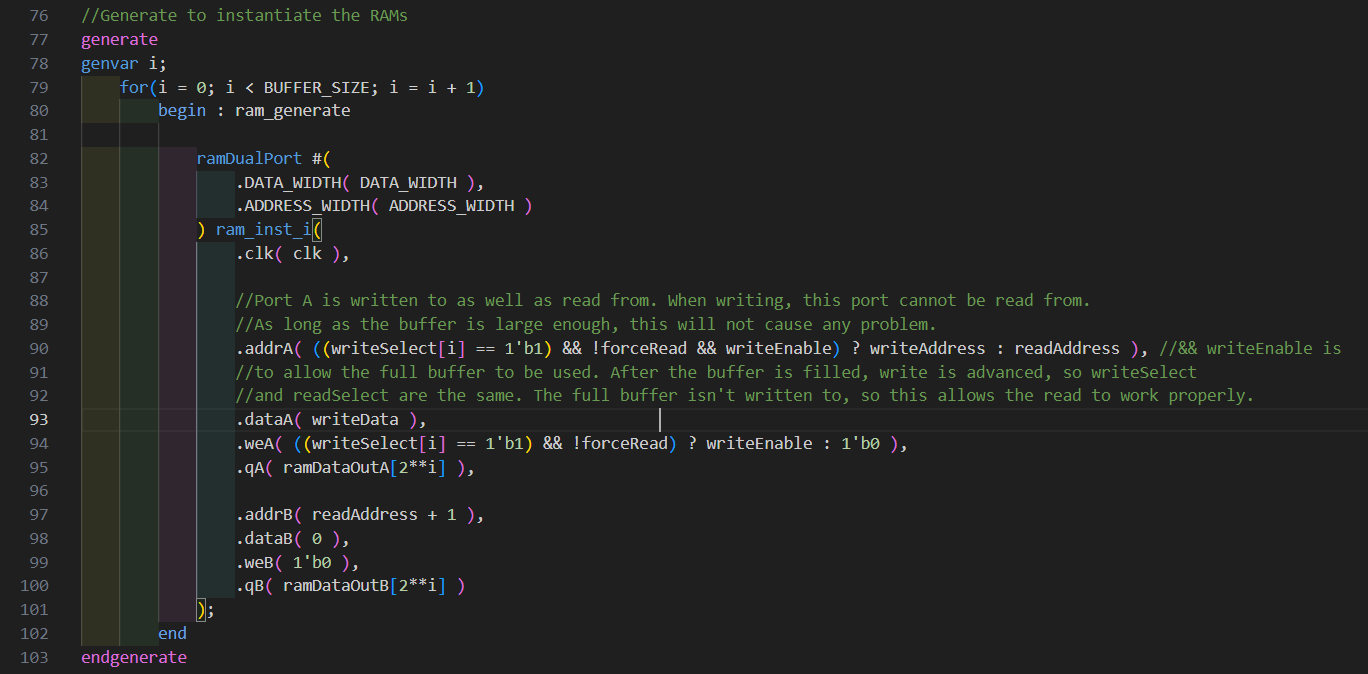 76 //Generate to instantiate the RAMs
77 generate
78 genvar i;
79 for(i = 0; i < BUFFER_SIZE; i = i + 1)
80 begin : ram_generate
81
82 ramDualPort #(
83 .DATA_WIDTH( DATA_WIDTH ),
84 .ADDRESS_WIDTH( ADDRESS_WIDTH )
85 ) ram_inst_i(
86 .clk( clk ),
87
88 //Port A is written to as well as read from. When writing, this port cannot be read from.
89 //As long as the buffer is large enough, this will not cause any problem.
90 .addrA( ((writeSelect[i] == 1'b1) && !forceRead && writeEnable) ? writeAddress : readAddress ), //&& writeEnable is
91 //to allow the full buffer to be used. After the buffer is filled, write is advanced, so writeSelect
92 //and readSelect are the same. The full buffer isn't written to, so this allows the read to work properly.
93 .dataA( writeData ),
94 .weA( ((writeSelect[i] == 1'b1) && !forceRead) ? writeEnable : 1'b0 ),
95 .qA( ramDataOutA[2**i] ),
96
97 .addrB( readAddress + 1 ),
98 .dataB( 0 ),
99 .weB( 1'b0 ),
100 .qB( ramDataOutB[2**i] )
101 );
102 end
103 endgenerate